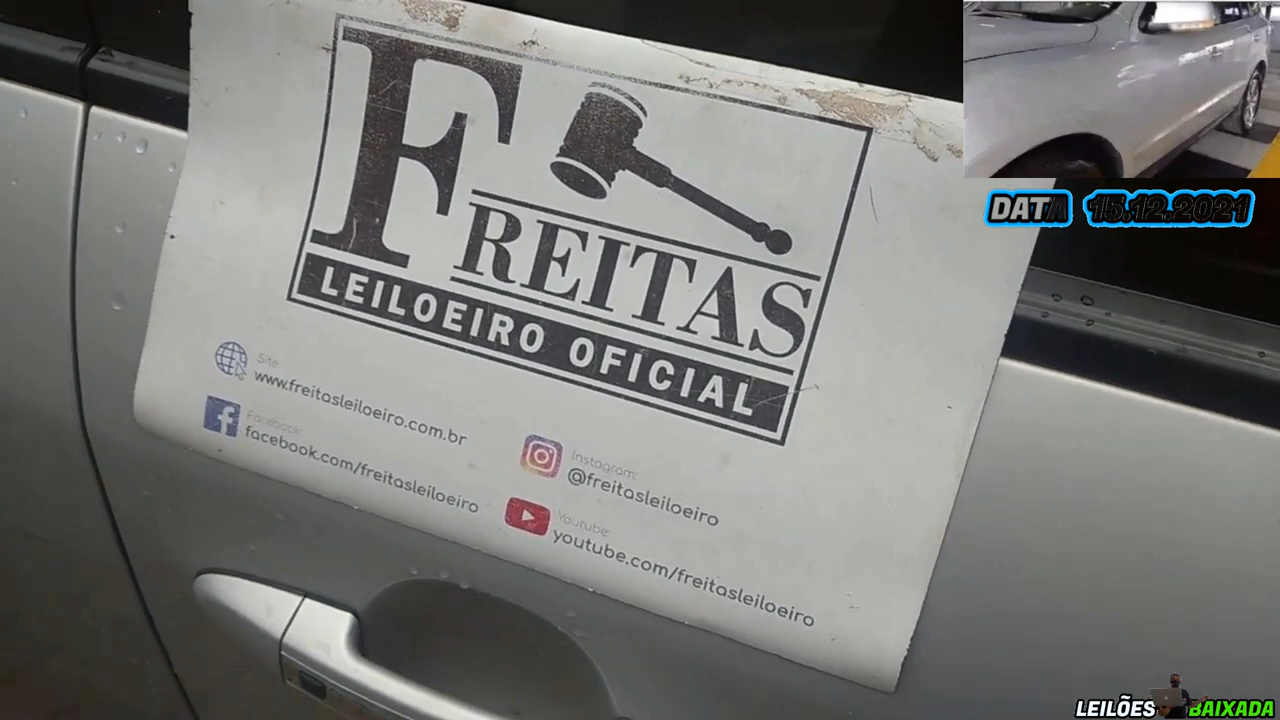 FREITAS
LEILOEIRO OFICIAL
Site:
www.freitasleiloeiro.com.br
Facebook:
facebook.com/freitasleiloeiro
Instagram:
@freitasleiloeiro
Youtube:
youtube.com/freitasleiloeiro
DATA 15.12.2021
LEILÕES BAIXADA